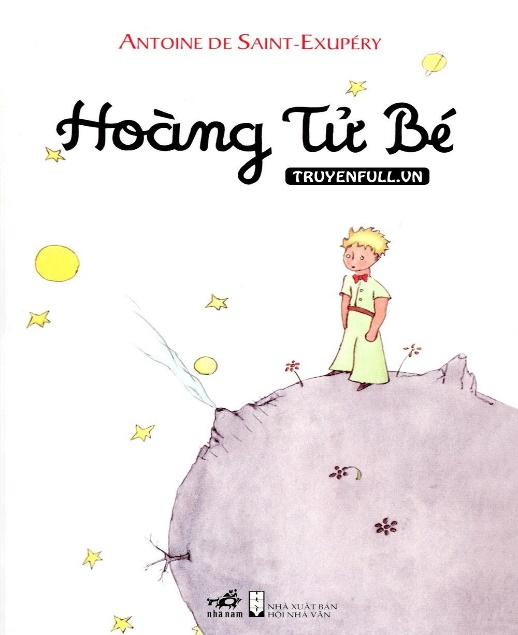 ANTOINE DE SAINT-EXUPÉRY
Hoàng Tử Bé
TRUYENFULL.VN
nhã nam
NHÀ XUẤT BẢN
HỘI NHÀ VĂN